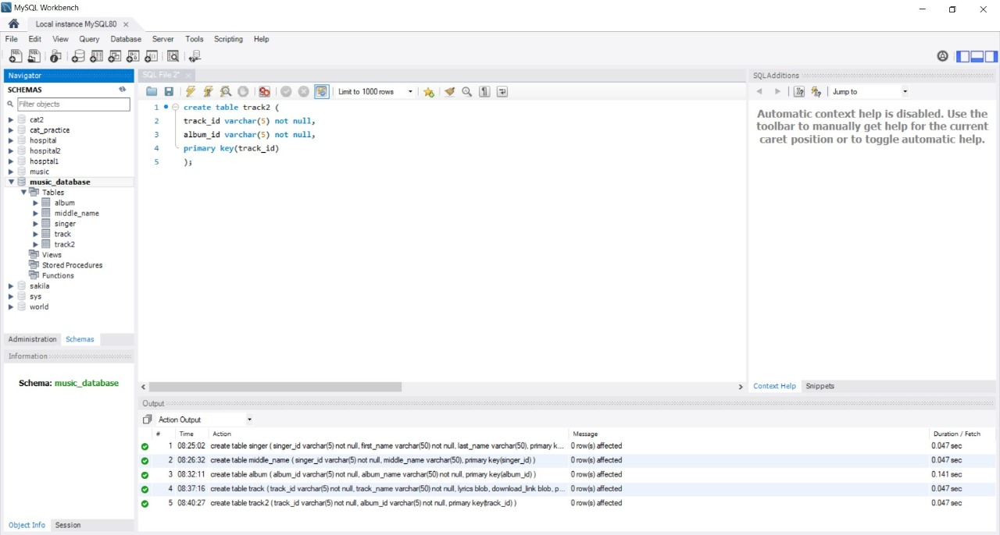 MySQL Workbench
Local instance MySQL80
File Edit View Query Database Server Tools Scripting Help
Navigator
SCHEMAS
Filter objects
cat2
cat_practice
hospital
hospital2
hosptal1
music
music_database
Tables
album
middle_name
singer
track
track2
Views
Stored Procedures
Functions
sakila
sys
world
Administration Schemas
Information
Schema: music_database
Object Info Session
SQL File 2*
Limit to 1000 rows
1 create table track2 (
2 track_id varchar(5) not null,
3 album_id varchar(5) not null,
4 primary key(track_id)
5 );
SQLAdditions
Jump to
Automatic context help is disabled. Use the
toolbar to manually get help for the current
caret position or to toggle automatic help.
Context Help Snippets
Output
Action Output
# Time Action Message Duration / Fetch
1 08:25:02 create table singer ( singer_id varchar(5) not null, first_name varchar(50) not null, last_name varchar(50), primary k... 0 row(s) affected 0.047 sec
2 08:26:32 create table middle_name ( singer_id varchar(5) not null, middle_name varchar(50), primary key(singer_id) ) 0 row(s) affected 0.047 sec
3 08:32:11 create table album ( album_id varchar(5) not null, album_name varchar(50) not null, primary key(album_id) ) 0 row(s) affected 0.141 sec
4 08:37:16 create table track ( track_id varchar(5) not null, track_name varchar(50) not null, lyrics blob, download_link blob, p... 0 row(s) affected 0.047 sec
5 08:40:27 create table track2 ( track_id varchar(5) not null, album_id varchar(5) not null, primary key(track_id) ) 0 row(s) affected 0.047 sec